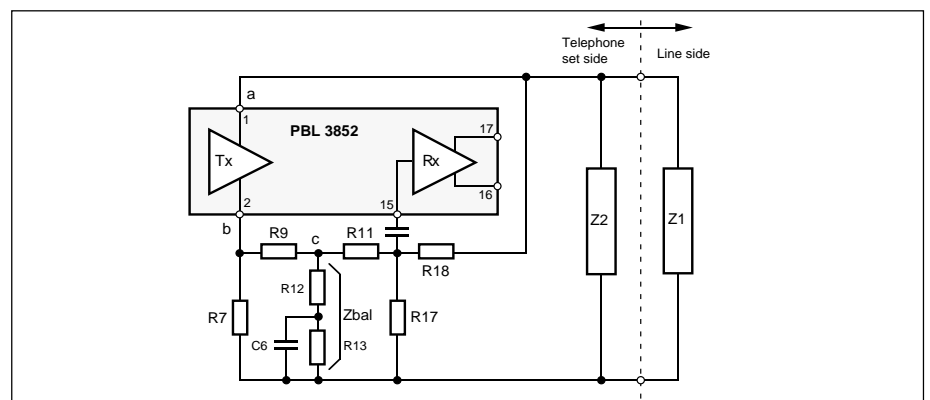 Telephone
set side
Line side
a
1
PBL 3852
17
Tx
Rx
16
2
15
b
R9
c
R11
R18
Z2
Z1
R12
R7
Zbal
R17
C6
R13